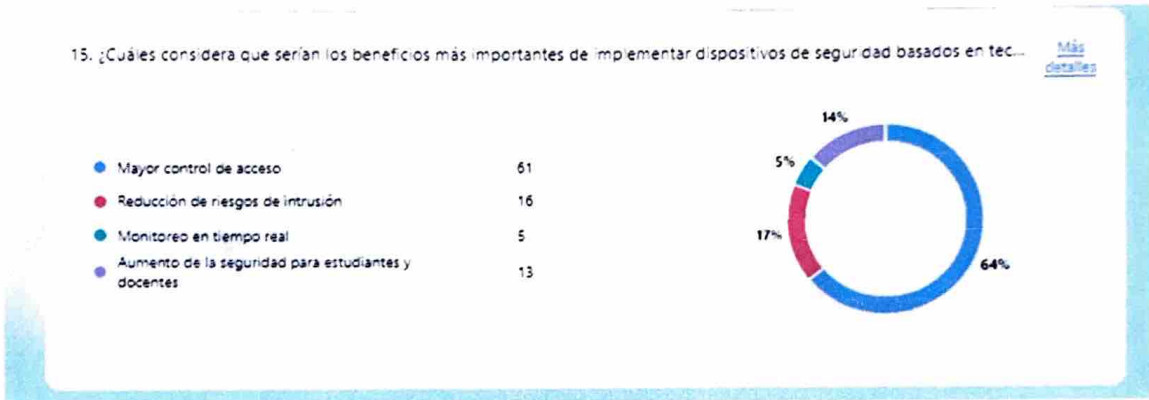 15. ¿Cuáles considera que serían los beneficios más importantes de implementar dispositivos de seguridad basados en tec...
Más
detalles
Mayor control de acceso 61
Reducción de riesgos de intrusión 16
Monitoreo en tiempo real 5
Aumento de la seguridad para estudiantes y
docentes 13
14%
5%
17%
64%